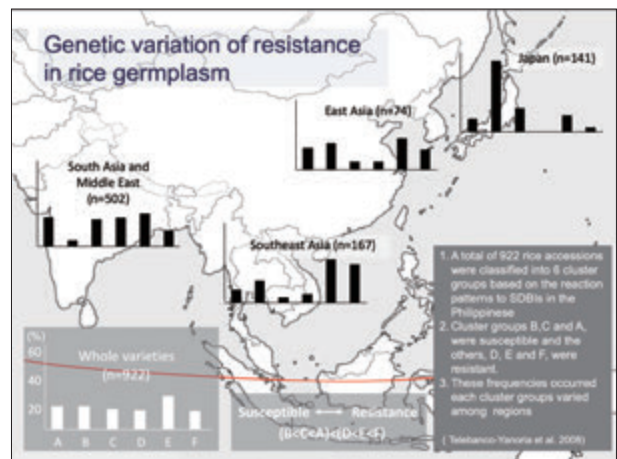 Genetic variation of resistance
in rice germplasm
Japan (n=141)
East Asia (n=74)
South Asia and
Middle East
(n=502)
Southeast Asia (n=167)
1. A total of 922 rice accessions
were classified into 6 cluster
groups based on the reaction
patterns to SDBIs in the
Philippinese
2. Cluster groups B,C and A,
were susceptible and the
others, D, E and F, were
resistant.
3. These frequencies occurred
each cluster groups varied
among regions
( Telebanco-Yanoria et al. 2008)
(%)
60
40
20
Whole varieties
(n=922)
A B C D E F
Susceptible ⟷ Resistance
(B<C<A)<(D<E<F)